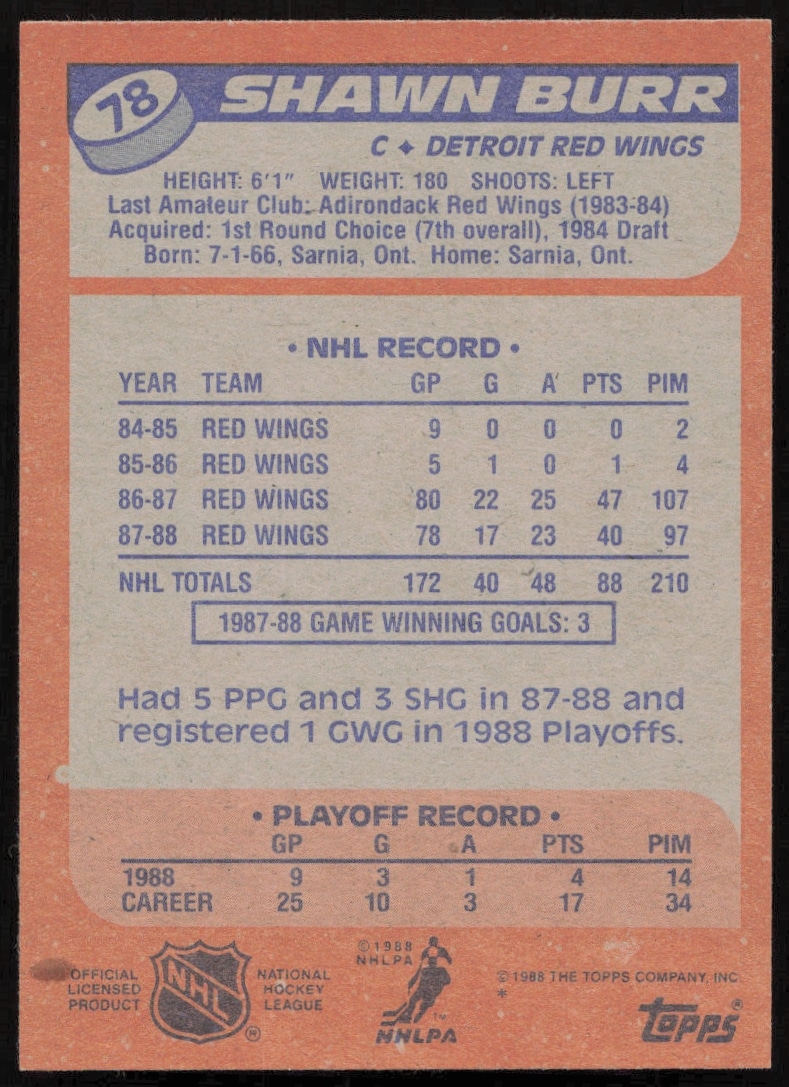 78
SHAWN BURR
C ♦ DETROIT RED WINGS
HEIGHT: 6'1" WEIGHT: 180 SHOOTS: LEFT
Last Amateur Club: Adirondack Red Wings (1983-84)
Acquired: 1st Round Choice (7th overall), 1984 Draft
Born: 7-1-66, Sarnia, Ont. Home: Sarnia, Ont.
• NHL RECORD •
YEAR TEAM GP G A PTS PIM
84-85 RED WINGS 9 0 0 0 2
85-86 RED WINGS 5 1 0 1 4
86-87 RED WINGS 80 22 25 47 107
87-88 RED WINGS 78 17 23 40 97
NHL TOTALS 172 40 48 88 210
1987-88 GAME WINNING GOALS: 3
Had 5 PPG and 3 SHG in 87-88 and
registered 1 GWG in 1988 Playoffs.
• PLAYOFF RECORD •
GP G A PTS PIM
1988 9 3 1 4 14
CAREER 25 10 3 17 34
OFFICIAL
LICENSED
PRODUCT
NHL
®
NATIONAL
HOCKEY
LEAGUE
©1988
NHLPA
TM
NHLPA
©1988 THE TOPPS COMPANY, INC.
*
topps®